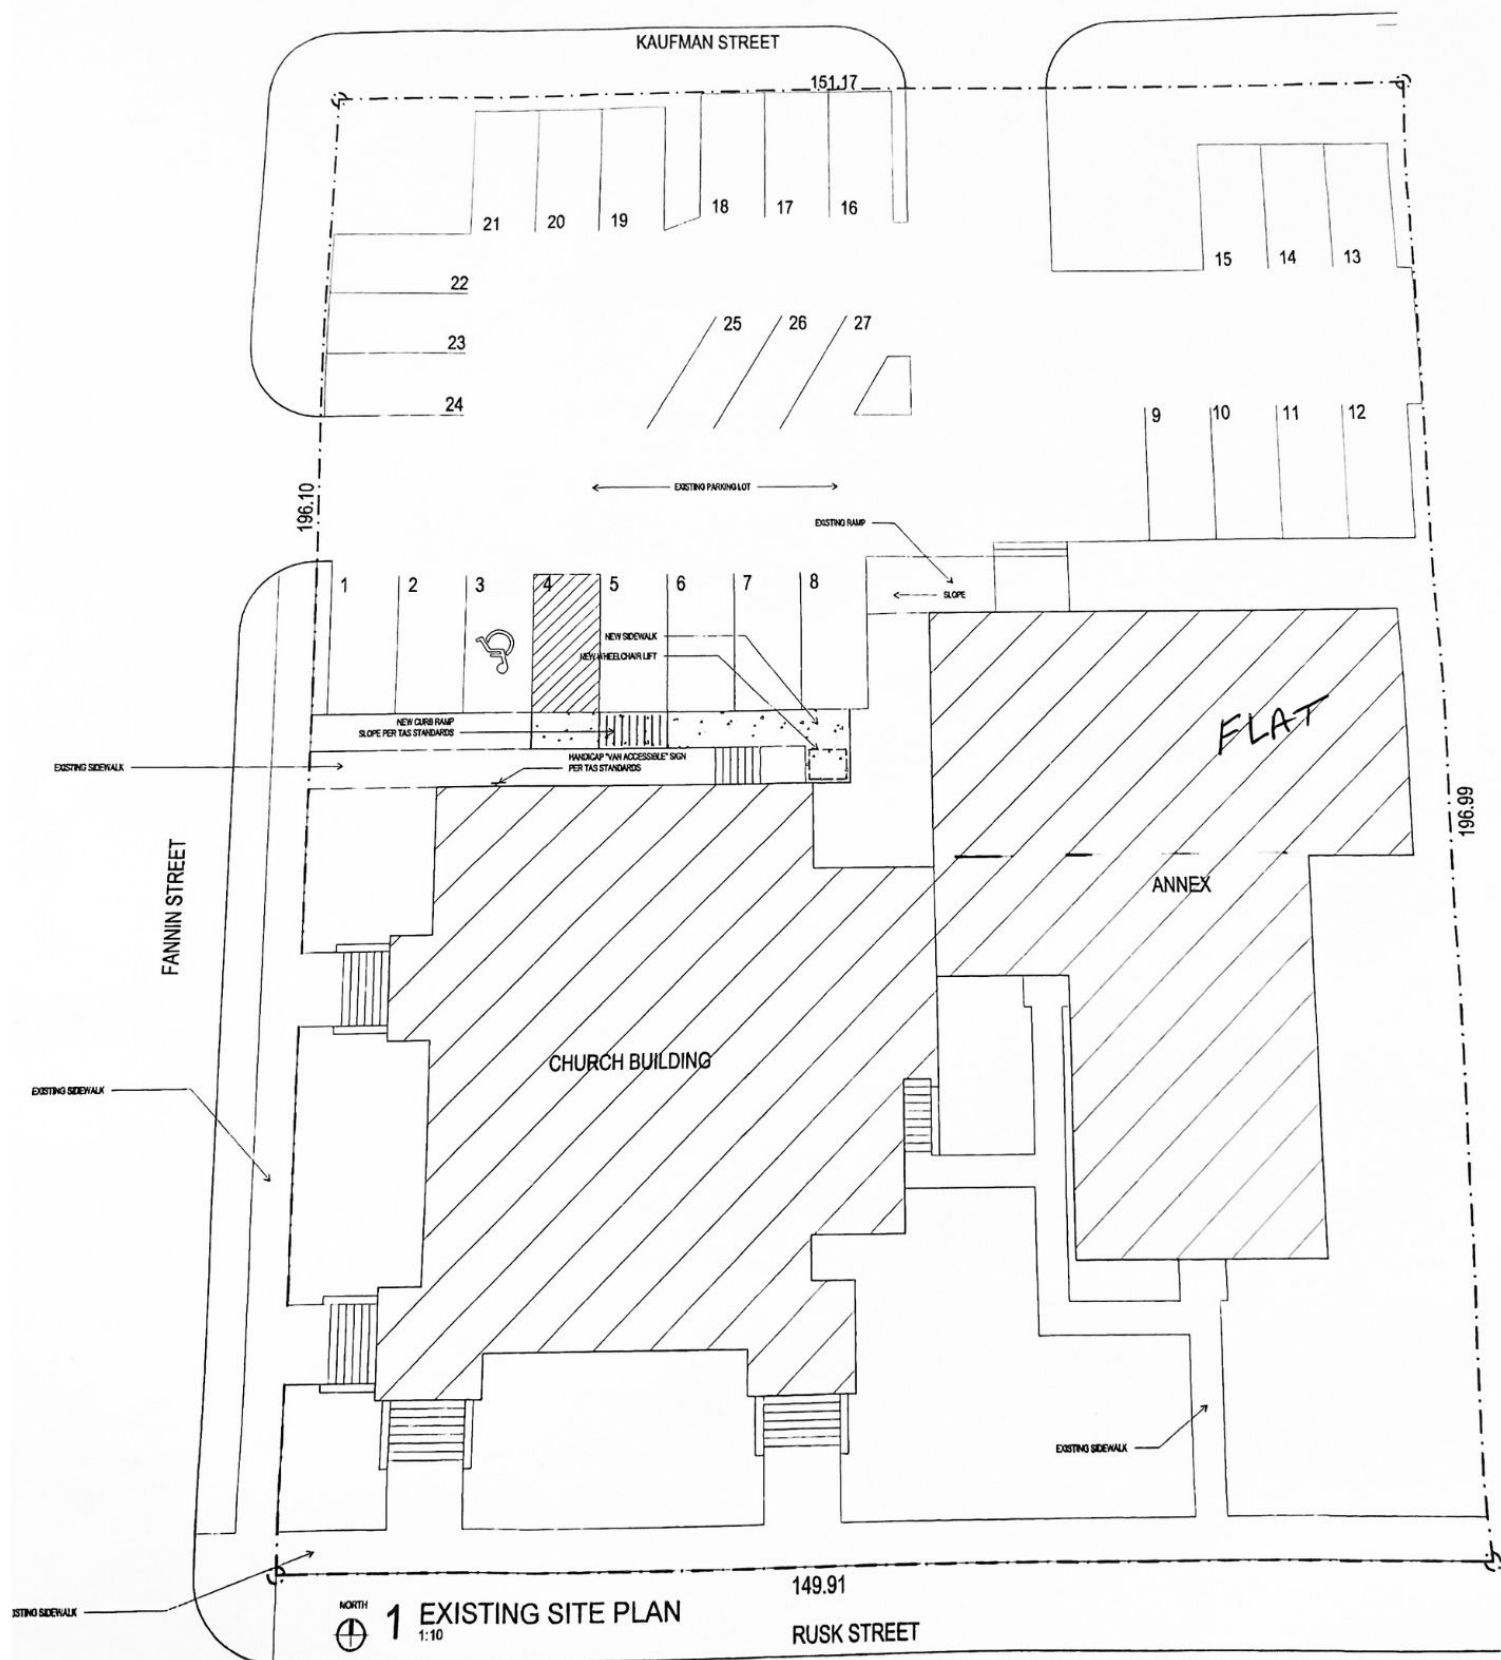 KAUFMAN STREET
151.17
21
20
19
18
17
16
15
14
13
22
23
24
25
26
27
9
10
11
12
196.10
EXISTING PARKING LOT
EXISTING RAMP
SLOPE
1
2
3
4
5
6
7
8
NEW SIDEWALK
NEW WHEELCHAIR LIFT
NEW CURB RAMP
SLOPE PER TAS STANDARDS
HANDICAP "VAN ACCESSIBLE" SIGN
PER TAS STANDARDS
EXISTING SIDEWALK
FLAT
196.99
ANNEX
FANNIN STREET
CHURCH BUILDING
EXISTING SIDEWALK
EXISTING SIDEWALK
149.91
ISTING SIDEWALK
NORTH
1 EXISTING SITE PLAN
1:10
RUSK STREET